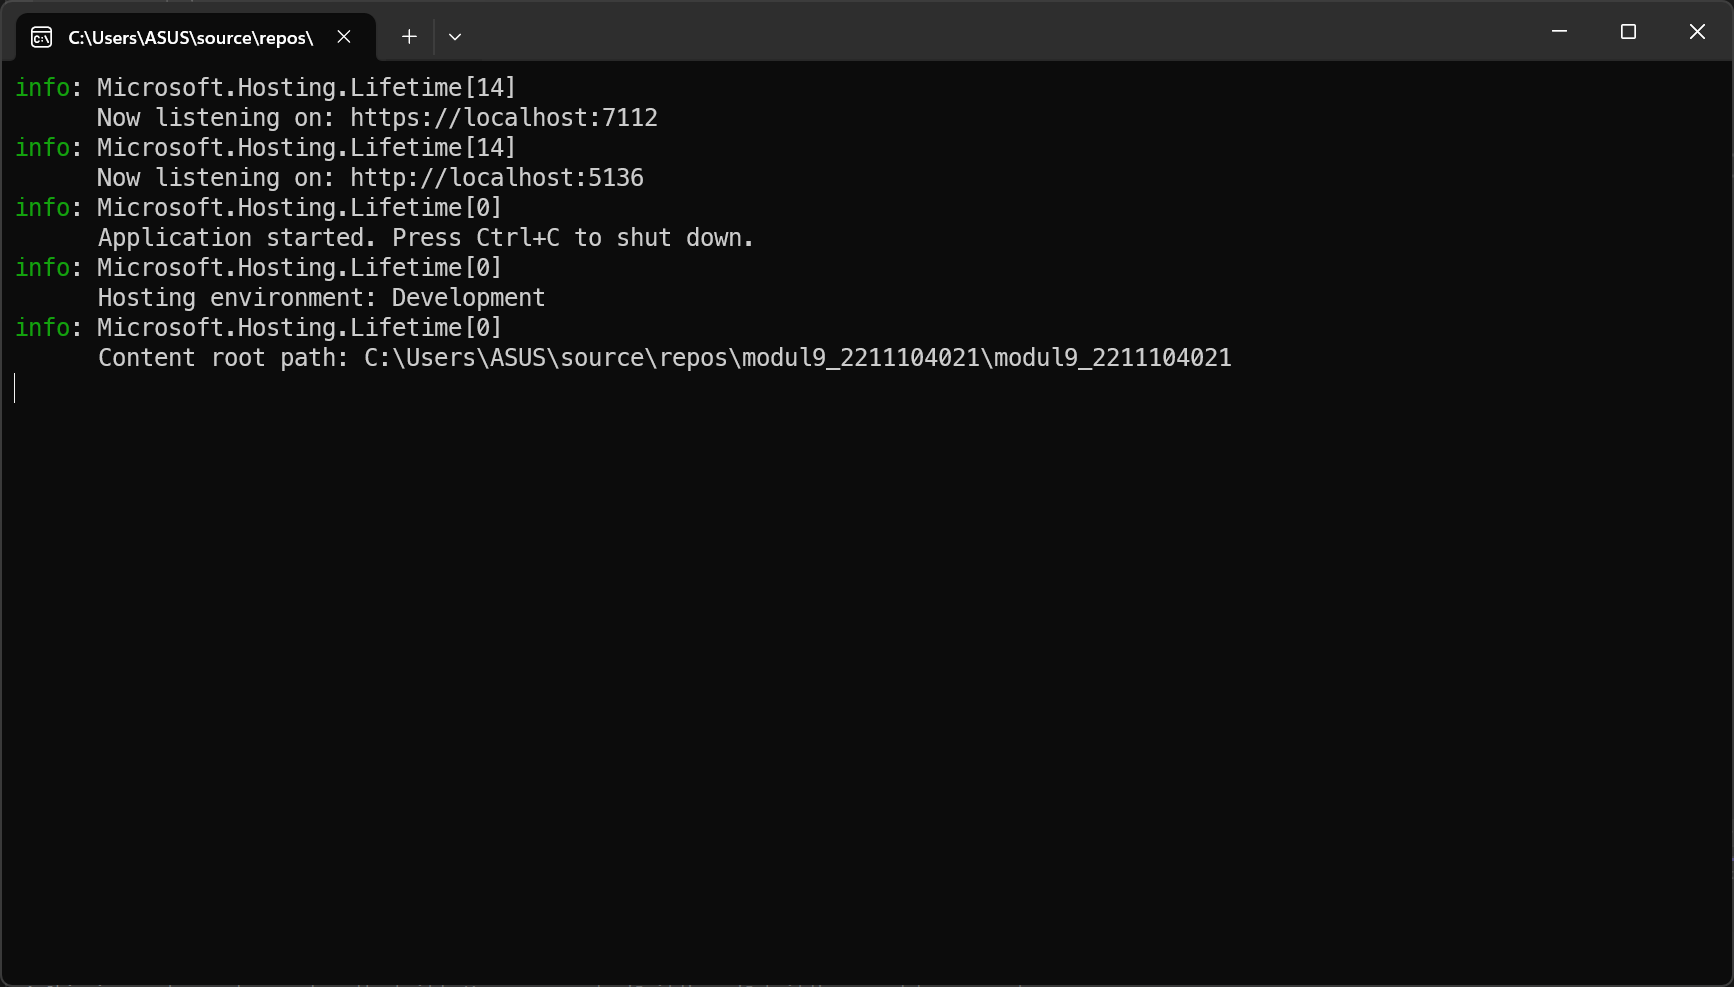 C:\Users\ASUS\source\repos\
info: Microsoft.Hosting.Lifetime[14]
Now listening on: https://localhost:7112
info: Microsoft.Hosting.Lifetime[14]
Now listening on: http://localhost:5136
info: Microsoft.Hosting.Lifetime[0]
Application started. Press Ctrl+C to shut down.
info: Microsoft.Hosting.Lifetime[0]
Hosting environment: Development
info: Microsoft.Hosting.Lifetime[0]
Content root path: C:\Users\ASUS\source\repos\modul9_2211104021\modul9_2211104021